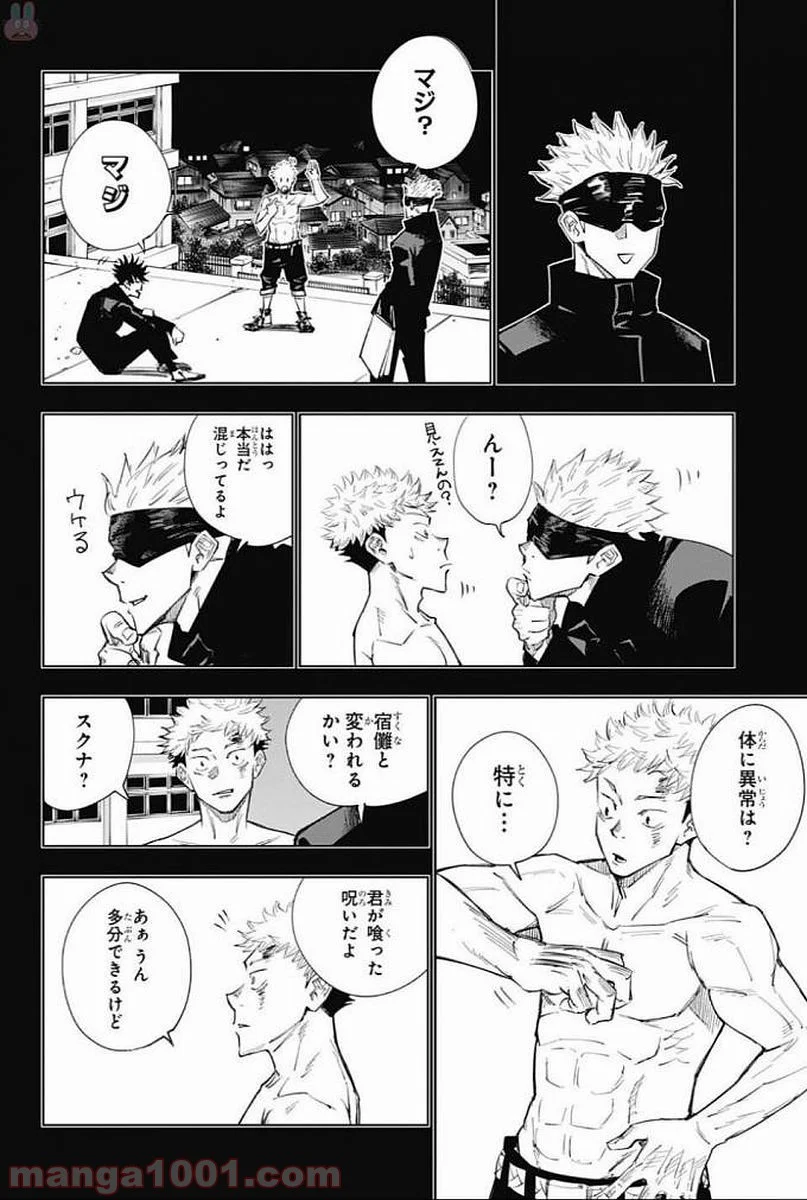 マジ?
マジ
んー?
見えてんの?
ははっ
本当だ
混じってるよ
ウケる
体に異常は?
特に…
宿儺と
変われる
かい?
スクナ?
君が喰った
呪いだよ
あぁ うん
多分できるけど
manga1001.com